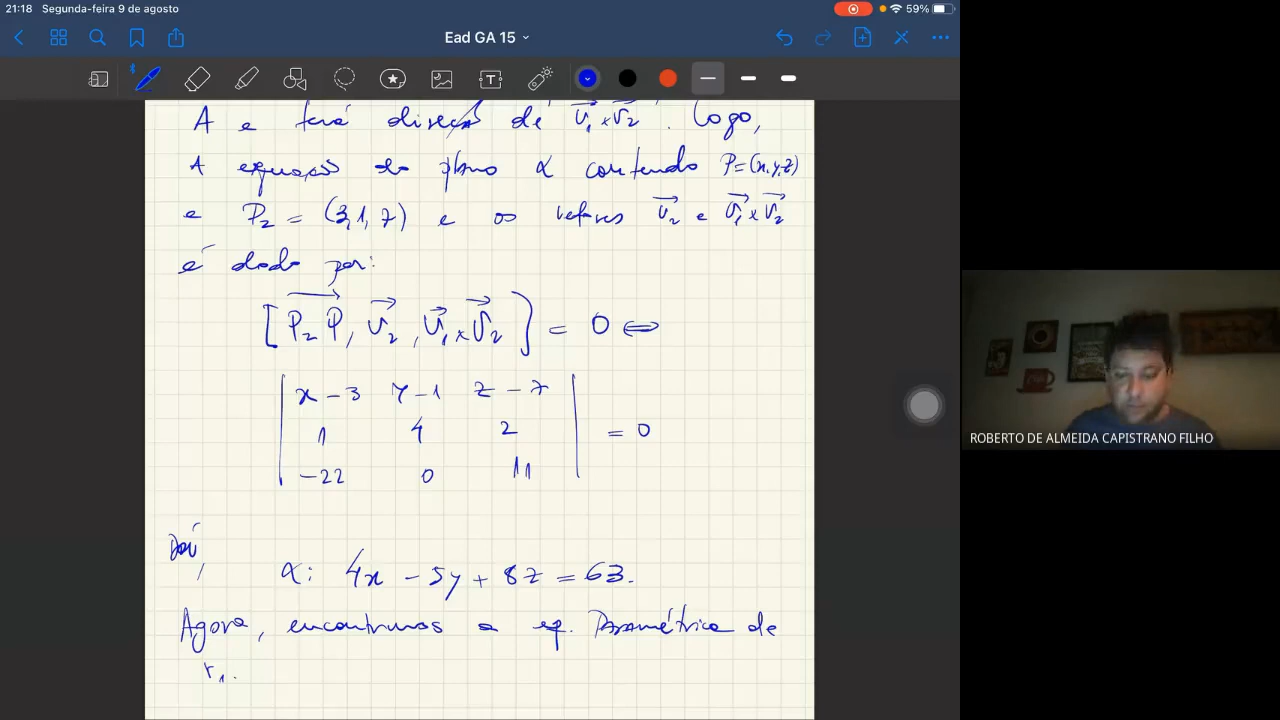 21:18 Segunda-feira 9 de agosto
59%
Ead GA 15
T
A e terá direção de v₁×v₂. Logo,
A equação do plano α contendo P=(x,y,z)
e P₂ = (3,1,7) e os vetores v₂ e v₁×v₂
é dado por:
[P₂P, v₂, v₁×v₂] = 0 ⇔
x-3 y-1 z-7
1 4 2 = 0
-22 0 11
Daí,
α: 4x - 5y + 8z = 63.
Agora, encontramos a eq. Paramétrica de
r₁.
ROBERTO DE ALMEIDA CAPISTRANO FILHO